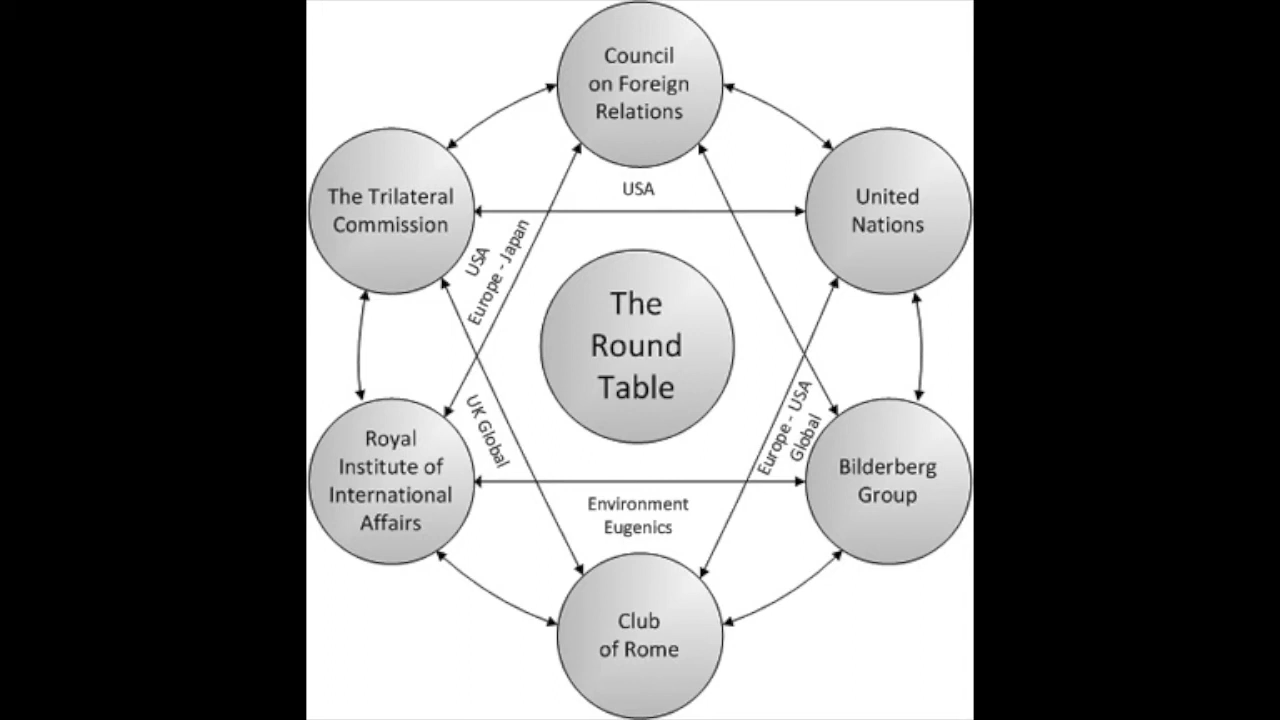 Council
on Foreign
Relations
The Trilateral
Commission
USA
United
Nations
USA
Europe - Japan
The
Round
Table
UK Global
Europe - USA
Global
Royal
Institute of
International
Affairs
Bilderberg
Group
Environment
Eugenics
Club
of Rome